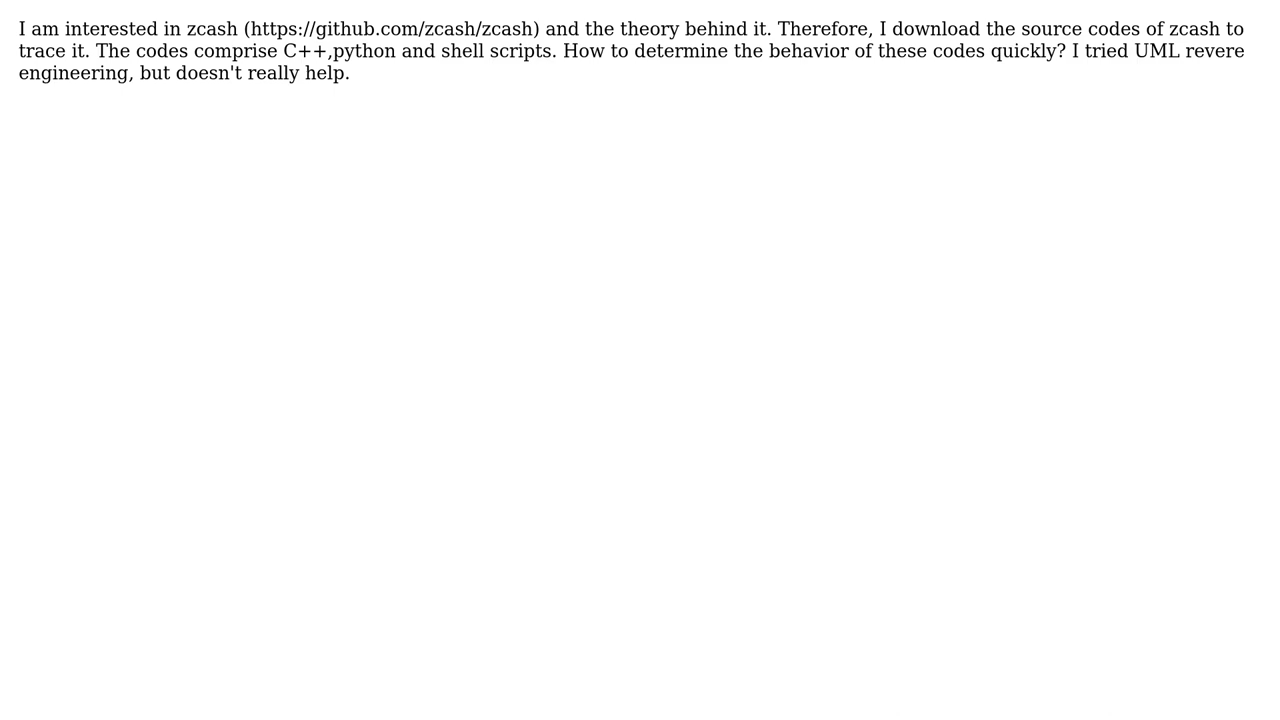 I am interested in zcash (https://github.com/zcash/zcash) and the theory behind it. Therefore, I download the source codes of zcash to
trace it. The codes comprise C++,python and shell scripts. How to determine the behavior of these codes quickly? I tried UML revere
engineering, but doesn't really help.